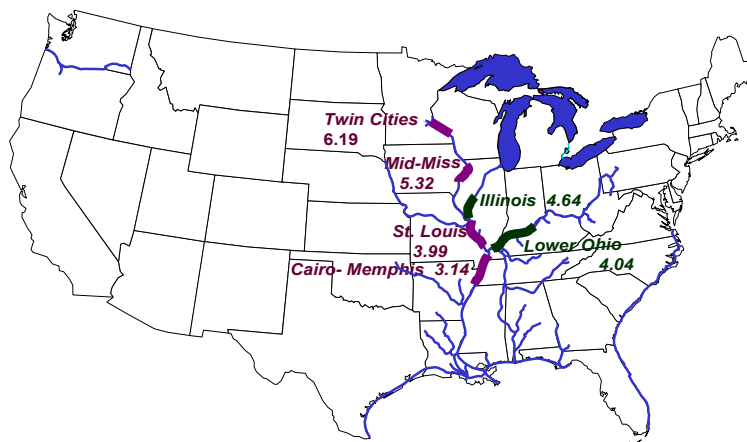 Twin Cities
6.19
Mid-Miss
5.32
Illinois 4.64
St. Louis
3.99
Lower Ohio
4.04
Cairo- Memphis 3.14